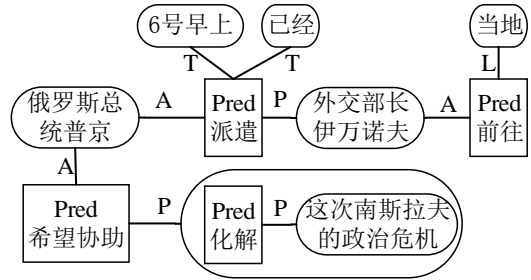 6号早上
已经
当地
T
T
L
俄罗斯总
统普京
A
Pred
派遣
P
外交部长
伊万诺夫
A
Pred
前往
A
Pred
希望协助
P
Pred
化解
P
这次南斯拉夫
的政治危机